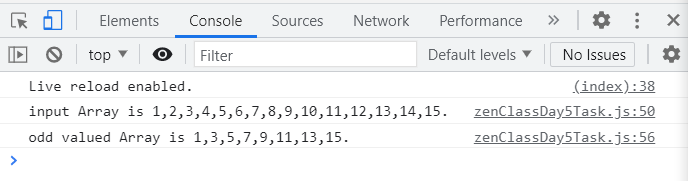 Elements Console Sources Network Performance »
top ▼ Filter Default levels ▼ No Issues
Live reload enabled. (index):38
input Array is 1,2,3,4,5,6,7,8,9,10,11,12,13,14,15. zenClassDay5Task.js:50
odd valued Array is 1,3,5,7,9,11,13,15. zenClassDay5Task.js:56
>